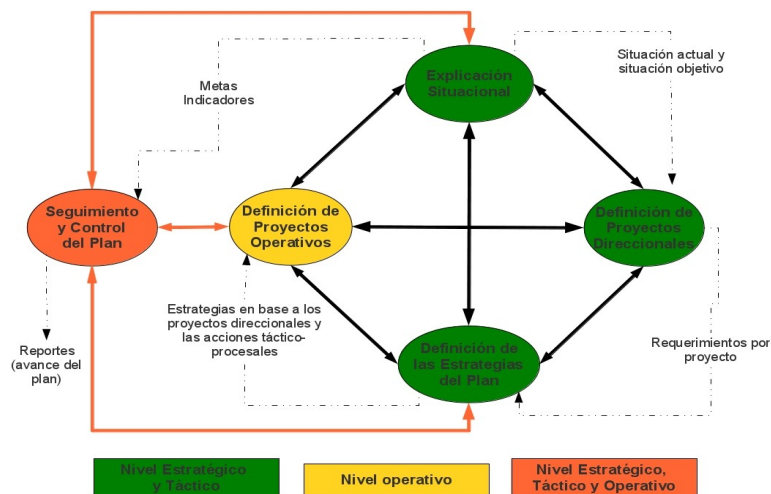 Situación actual y
situación objetivo
Explicación
Situacional
Metas
Indicadores
Seguimiento
y Control
del Plan
Definición de
Proyectos
Operativos
Definición de
Proyectos
Direccionales
Estrategias en base a los
proyectos direccionales y
las acciones táctico-
procesales
Reportes
(avance del
plan)
Definición de
las Estrategias
del Plan
Requerimientos por
proyecto
Nivel Estratégico
y Táctico
Nivel operativo
Nivel Estratégico,
Táctico y Operativo